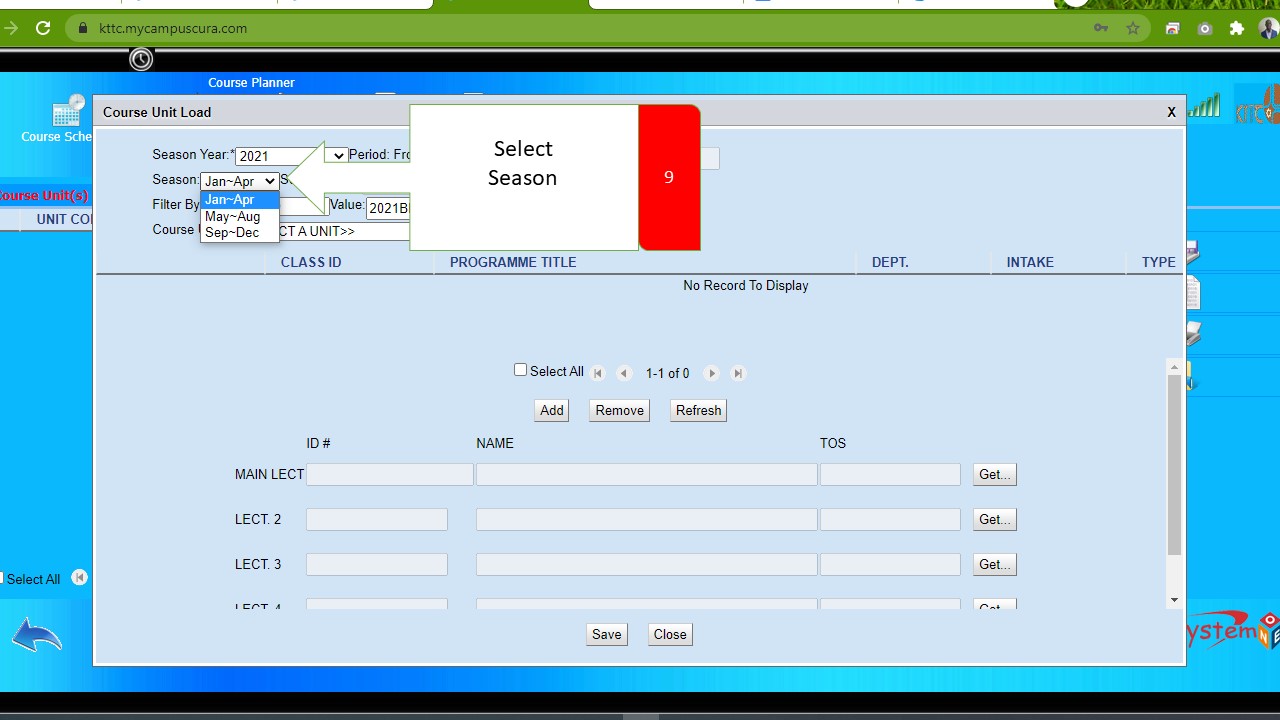 kttc.mycampuscura.com
Course Planner
Course Sche
Course Unit Load
X
Season Year:* 2021 Period: Fro
Select
Season
9
Season: Jan~Apr S
Jan~Apr
May~Aug
Sep~Dec
Filter By Value: 2021B
Course CT A UNIT>>
Course Unit(s)
UNIT CO
CLASS ID PROGRAMME TITLE DEPT. INTAKE TYPE
No Record To Display
Select All 1-1 of 0
Add Remove Refresh
ID # NAME TOS
MAIN LECT Get...
LECT. 2 Get...
LECT. 3 Get...
LECT. 4 Get...
Select All
Save Close
ystem